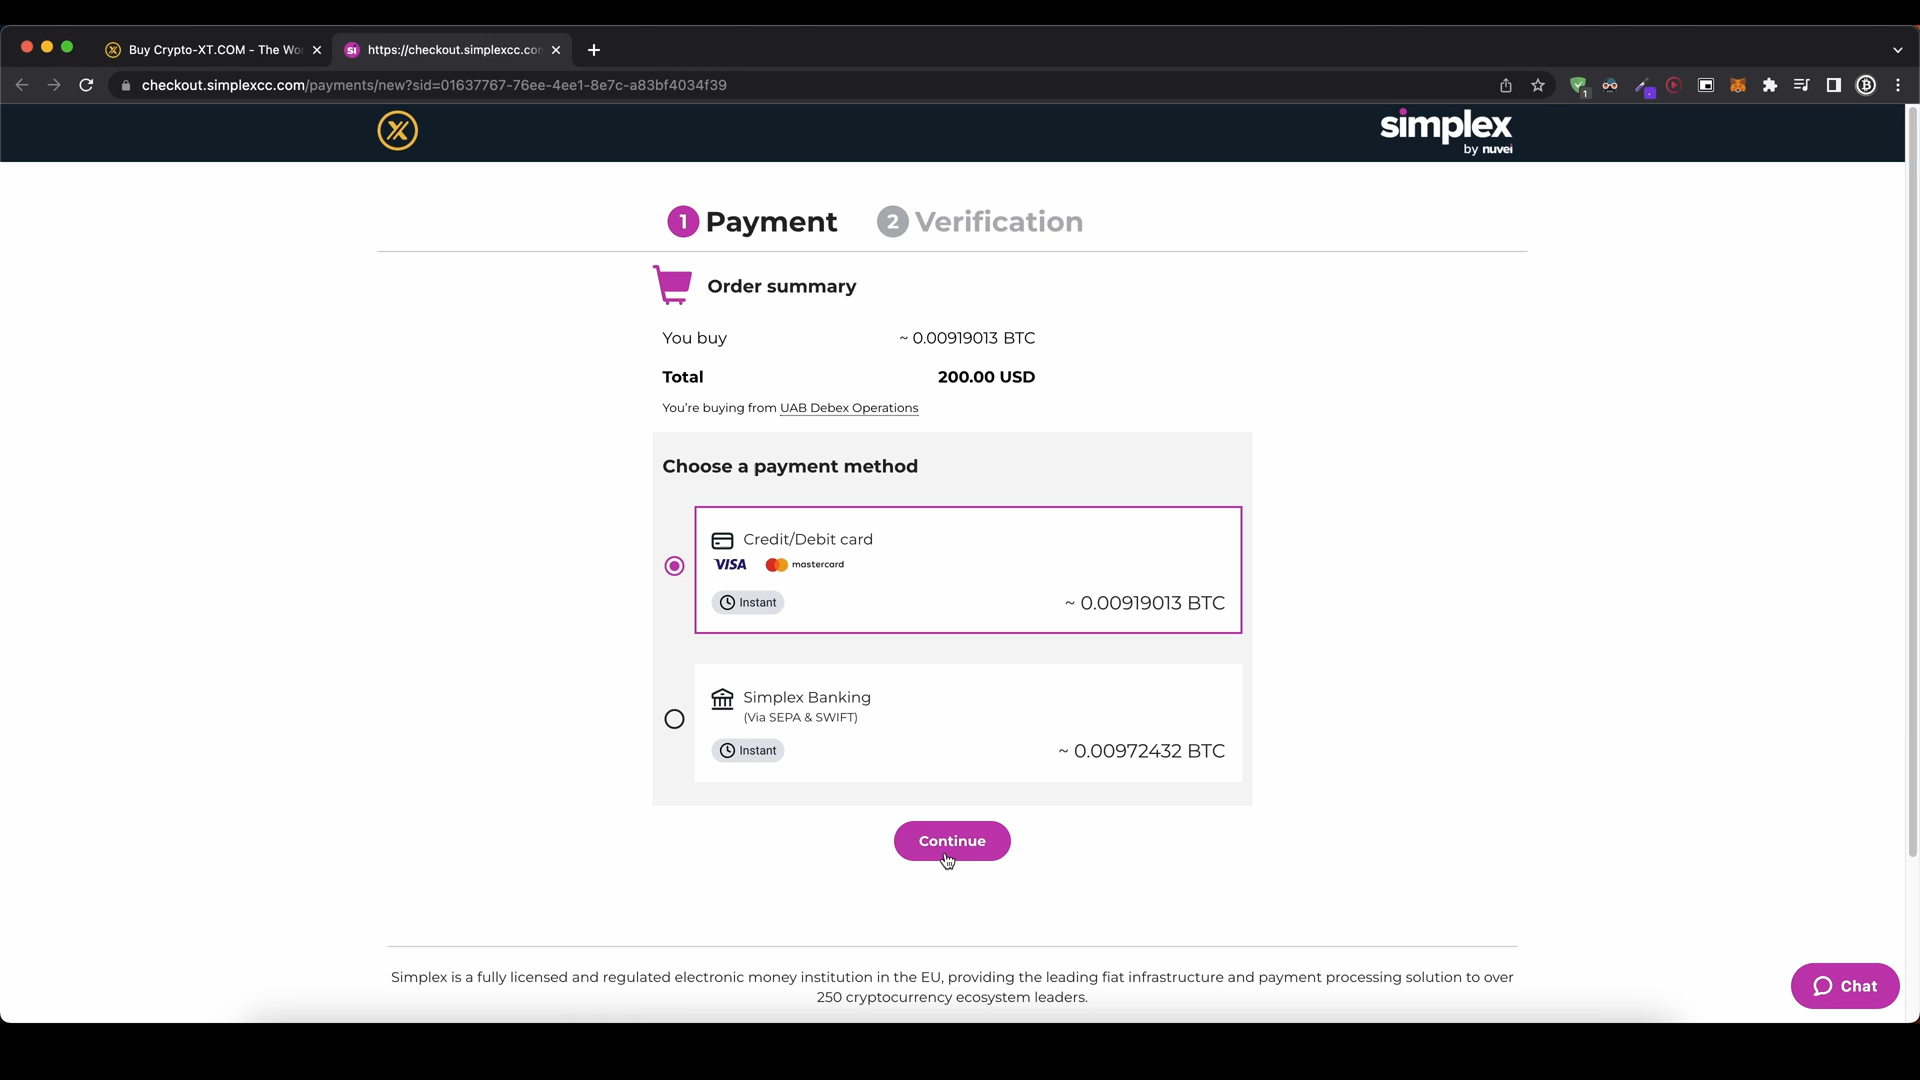 Buy Crypto-XT.COM - The Wo
SI
https://checkout.simplexcc.com
checkout.simplexcc.com/payments/new?sid=01637767-76ee-4ee1-8e7c-a83bf4034f39
1
simplex
by nuvei
1 Payment
2 Verification
Order summary
You buy
~ 0.00919013 BTC
Total
200.00 USD
You're buying from UAB Debex Operations
Choose a payment method
Credit/Debit card
VISA mastercard
Instant
~ 0.00919013 BTC
Simplex Banking
(Via SEPA & SWIFT)
Instant
~ 0.00972432 BTC
Continue
Simplex is a fully licensed and regulated electronic money institution in the EU, providing the leading fiat infrastructure and payment processing solution to over
250 cryptocurrency ecosystem leaders.
Chat